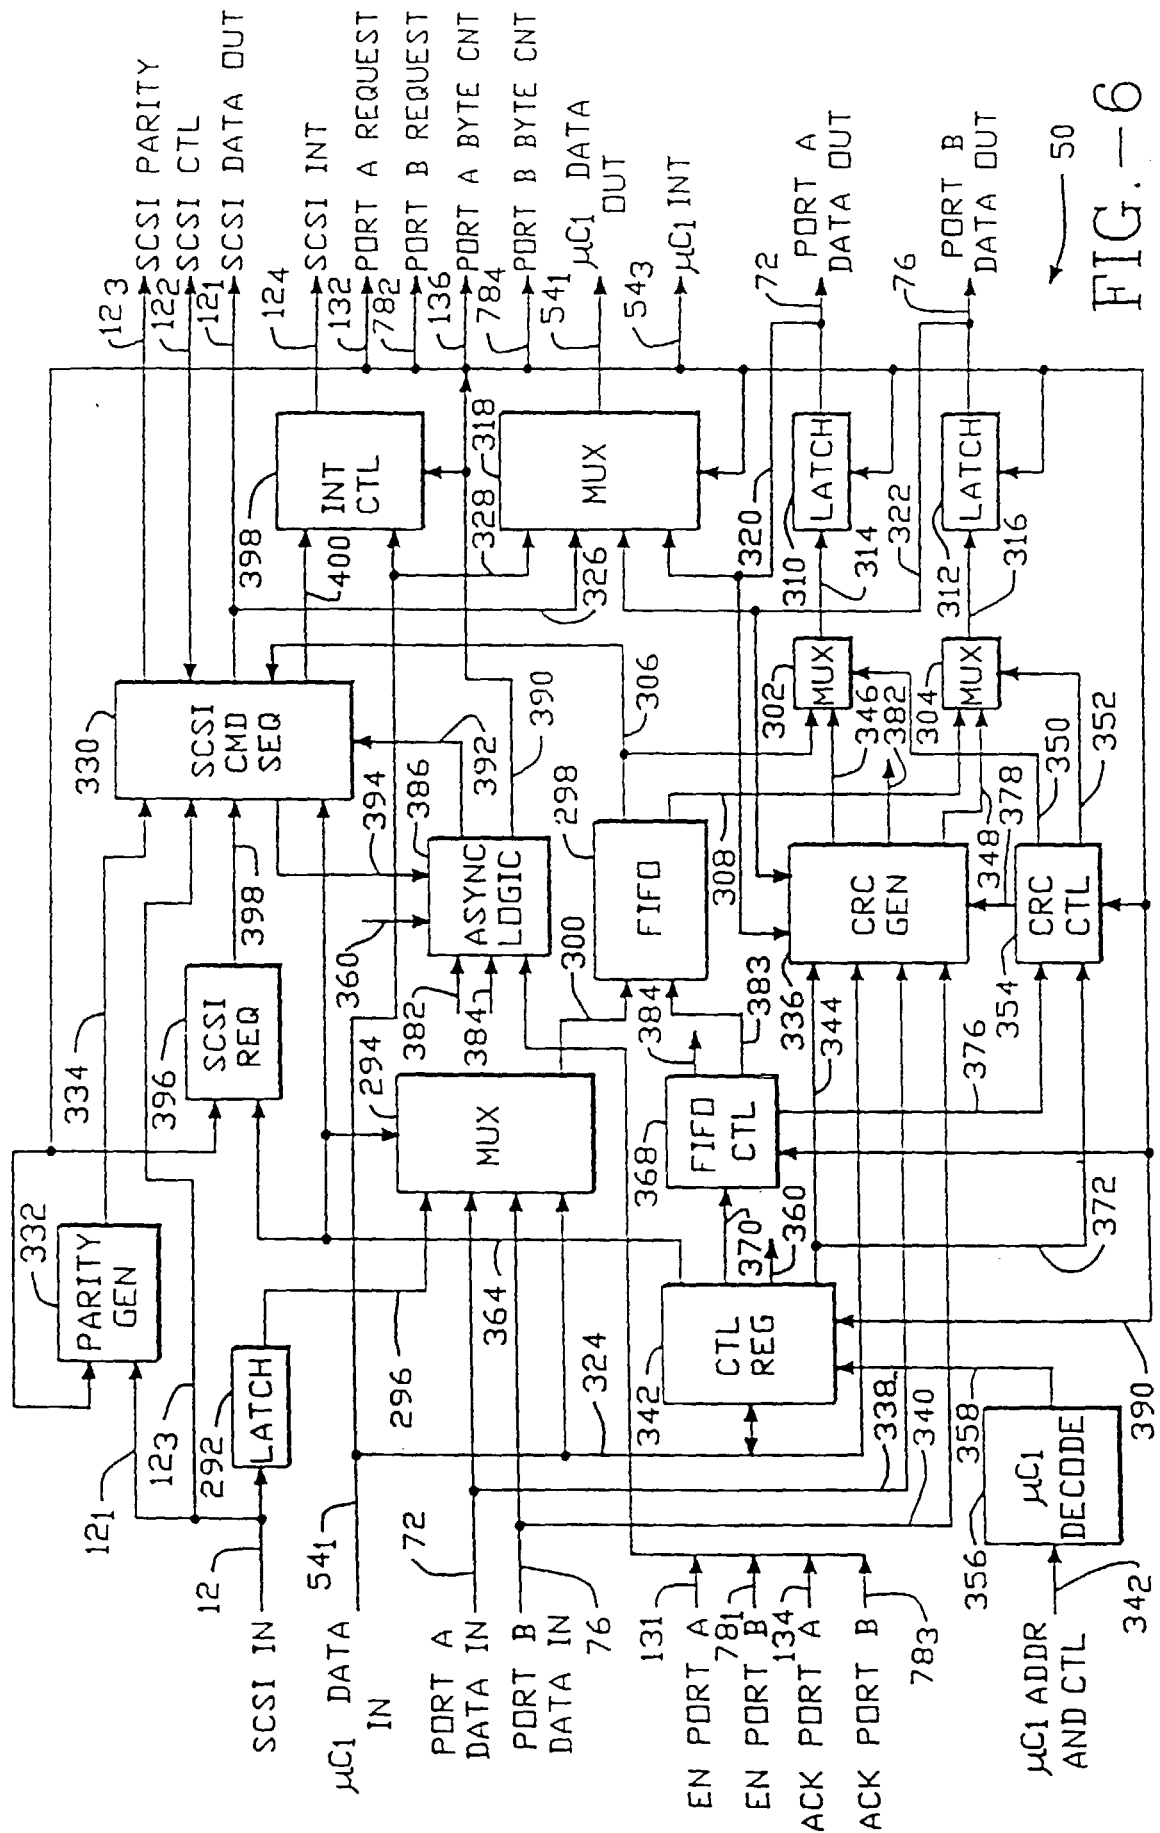 SCSI PARITY
SCSI CTL
SCSI DATA OUT
SCSI INT
PORT A REQUEST
PORT B REQUEST
PORT A BYTE CNT
PORT B BYTE CNT
μC1 DATA
OUT
μC1 INT
PORT A
DATA OUT
PORT B
DATA OUT
123
122
121
124
132
782
136
784
541
543
72
76
50
FIG.-6
398
INT
CTL
400
328
318
MUX
326
320
322
310
LATCH
314
312
LATCH
316
330
SCSI
CMD
SEQ
394
386
ASYNC
LOGIC
392
390
306
298
FIFO
308
302
MUX
346
382
304
MUX
350
352
348
378
334
396
SCSI
REQ
398
360
382
384
300
294
MUX
384
383
336
CRC
GEN
344
354
CRC
CTL
376
332
PARITY
GEN
368
FIFO
CTL
370
360
372
121
123
292
LATCH
296
364
324
342
CTL
REG
338
340
358
390
12
SCSI IN
541
μC1 DATA
IN
72
PORT A
DATA IN
PORT B
DATA IN
76
131
EN PORT A
781
EN PORT B
134
ACK PORT A
ACK PORT B
783
356
μC1
DECODE
342
μC1 ADDR
AND CTL